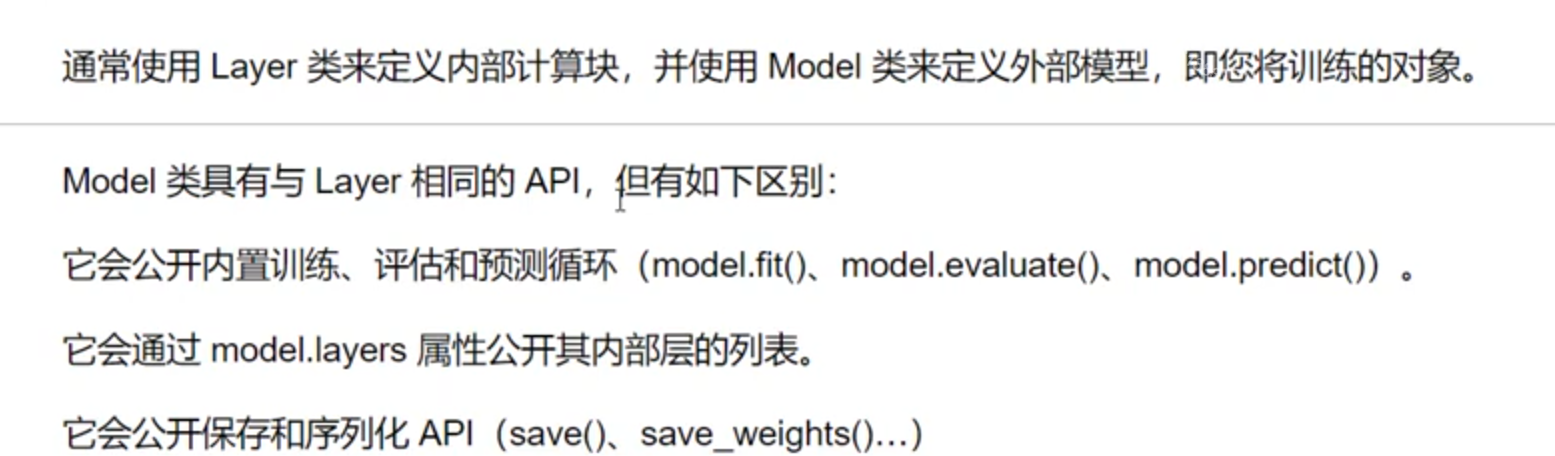 通常使用 Layer 类来定义内部计算块，并使用 Model 类来定义外部模型，即您将训练的对象。
Model 类具有与 Layer 相同的 API，但有如下区别：
它会公开内置训练、评估和预测循环（model.fit()、model.evaluate()、model.predict()）。
它会通过 model.layers 属性公开其内部层的列表。
它会公开保存和序列化 API（save()、save_weights()…）